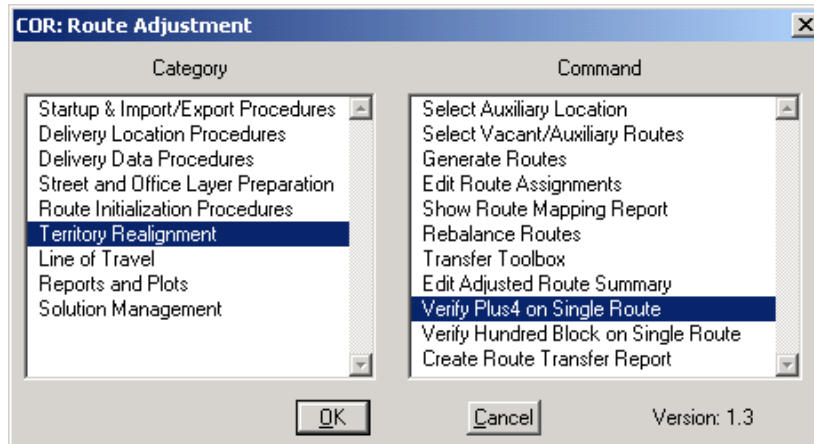 COR: Route Adjustment
Category
Startup & Import/Export Procedures
Delivery Location Procedures
Delivery Data Procedures
Street and Office Layer Preparation
Route Initialization Procedures
Territory Realignment
Line of Travel
Reports and Plots
Solution Management
Command
Select Auxiliary Location
Select Vacant/Auxiliary Routes
Generate Routes
Edit Route Assignments
Show Route Mapping Report
Rebalance Routes
Transfer Toolbox
Edit Adjusted Route Summary
Verify Plus4 on Single Route
Verify Hundred Block on Single Route
Create Route Transfer Report
OK
Cancel
Version: 1.3